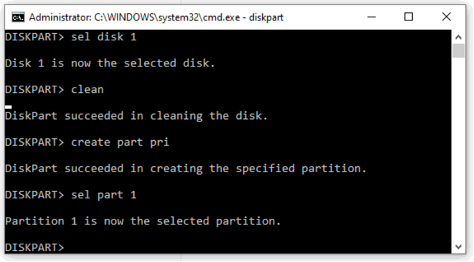 Administrator: C:\WINDOWS\system32\cmd.exe - diskpart
DISKPART> sel disk 1
Disk 1 is now the selected disk.
DISKPART> clean
DiskPart succeeded in cleaning the disk.
DISKPART> create part pri
DiskPart succeeded in creating the specified partition.
DISKPART> sel part 1
Partition 1 is now the selected partition.
DISKPART>